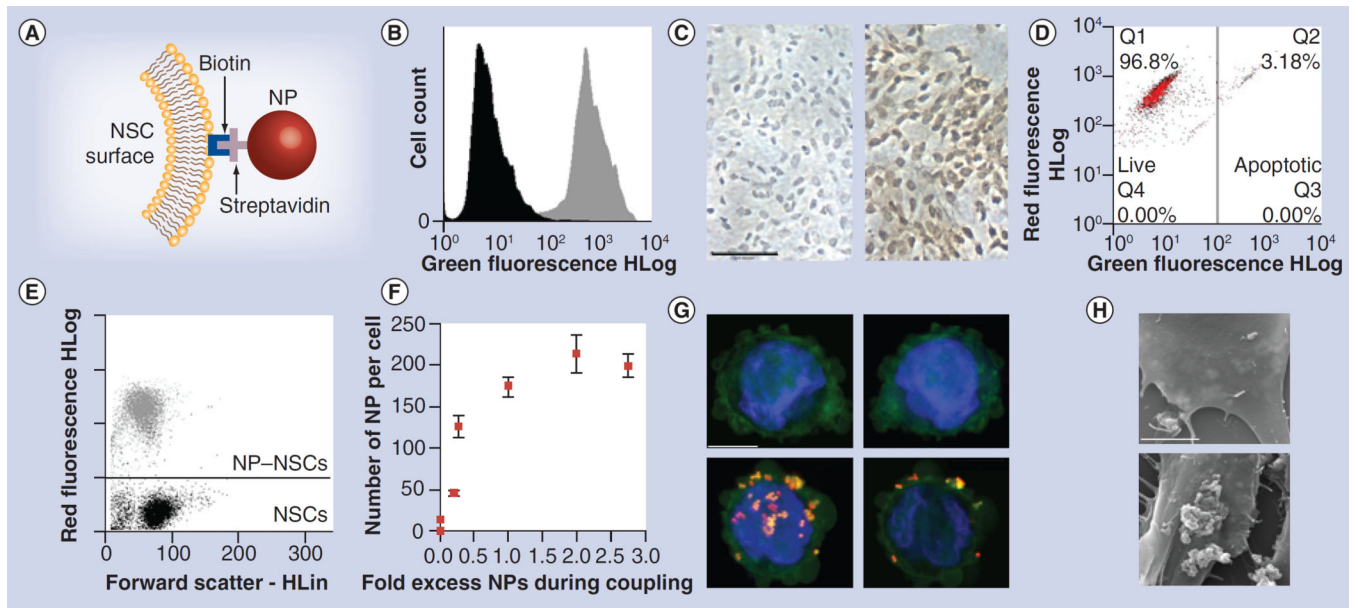 A
Biotin
NP
NSC
surface
Streptavidin
B
Cell count
0
10⁰ 10¹ 10² 10³ 10⁴
Green fluorescence HLog
C
D
Red fluorescence
HLog
10⁴
10³
10²
10¹
10⁰
Q1
96.8%
Q2
3.18%
Live
Q4
0.00%
Apoptotic
Q3
0.00%
10⁰ 10¹ 10² 10³ 10⁴
Green fluorescence HLog
E
Red fluorescence HLog
NP–NSCs
NSCs
0 100 200 300
Forward scatter - HLin
F
Number of NP per cell
250
200
150
100
50
0
0.0 0.5 1.0 1.5 2.0 2.5 3.0
Fold excess NPs during coupling
G
H